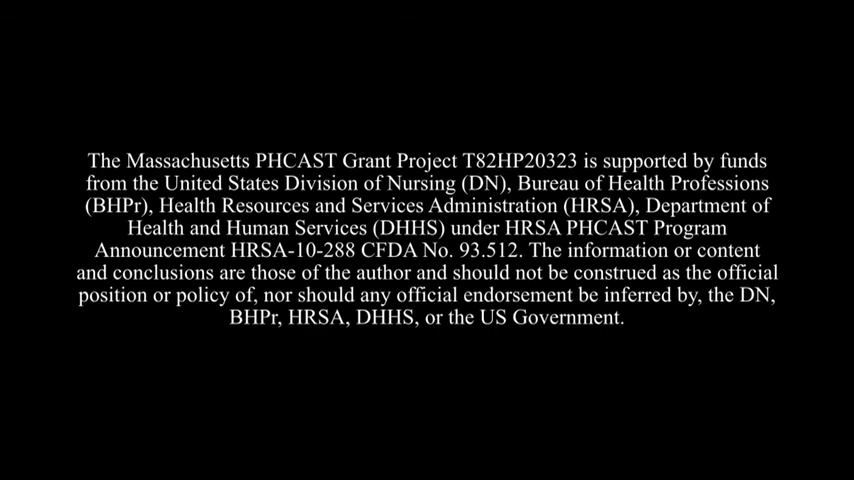 The Massachusetts PHCAST Grant Project T82HP20323 is supported by funds
from the United States Division of Nursing (DN), Bureau of Health Professions
(BHPr), Health Resources and Services Administration (HRSA), Department of
Health and Human Services (DHHS) under HRSA PHCAST Program
Announcement HRSA-10-288 CFDA No. 93.512. The information or content
and conclusions are those of the author and should not be construed as the official
position or policy of, nor should any official endorsement be inferred by, the DN,
BHPr, HRSA, DHHS, or the US Government.